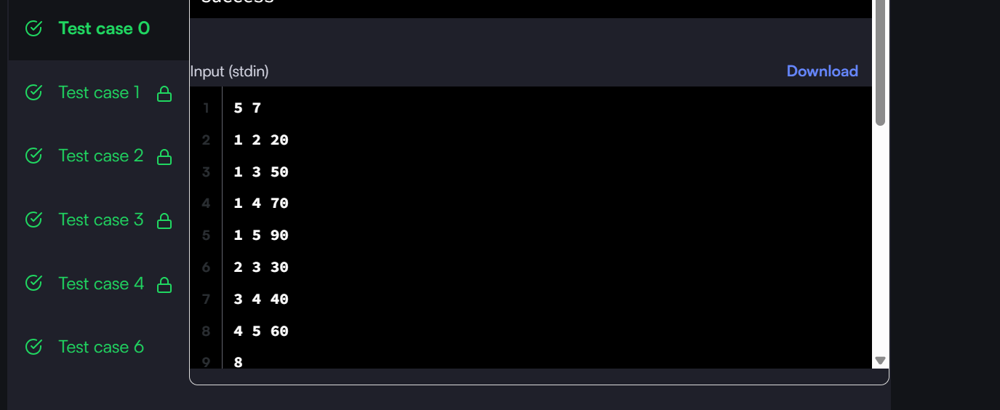 Success
Test case 0
Input (stdin)
Download
Test case 1
Test case 2
Test case 3
Test case 4
Test case 6
1 5 7
2 1 2 20
3 1 3 50
4 1 4 70
5 1 5 90
6 2 3 30
7 3 4 40
8 4 5 60
9 8